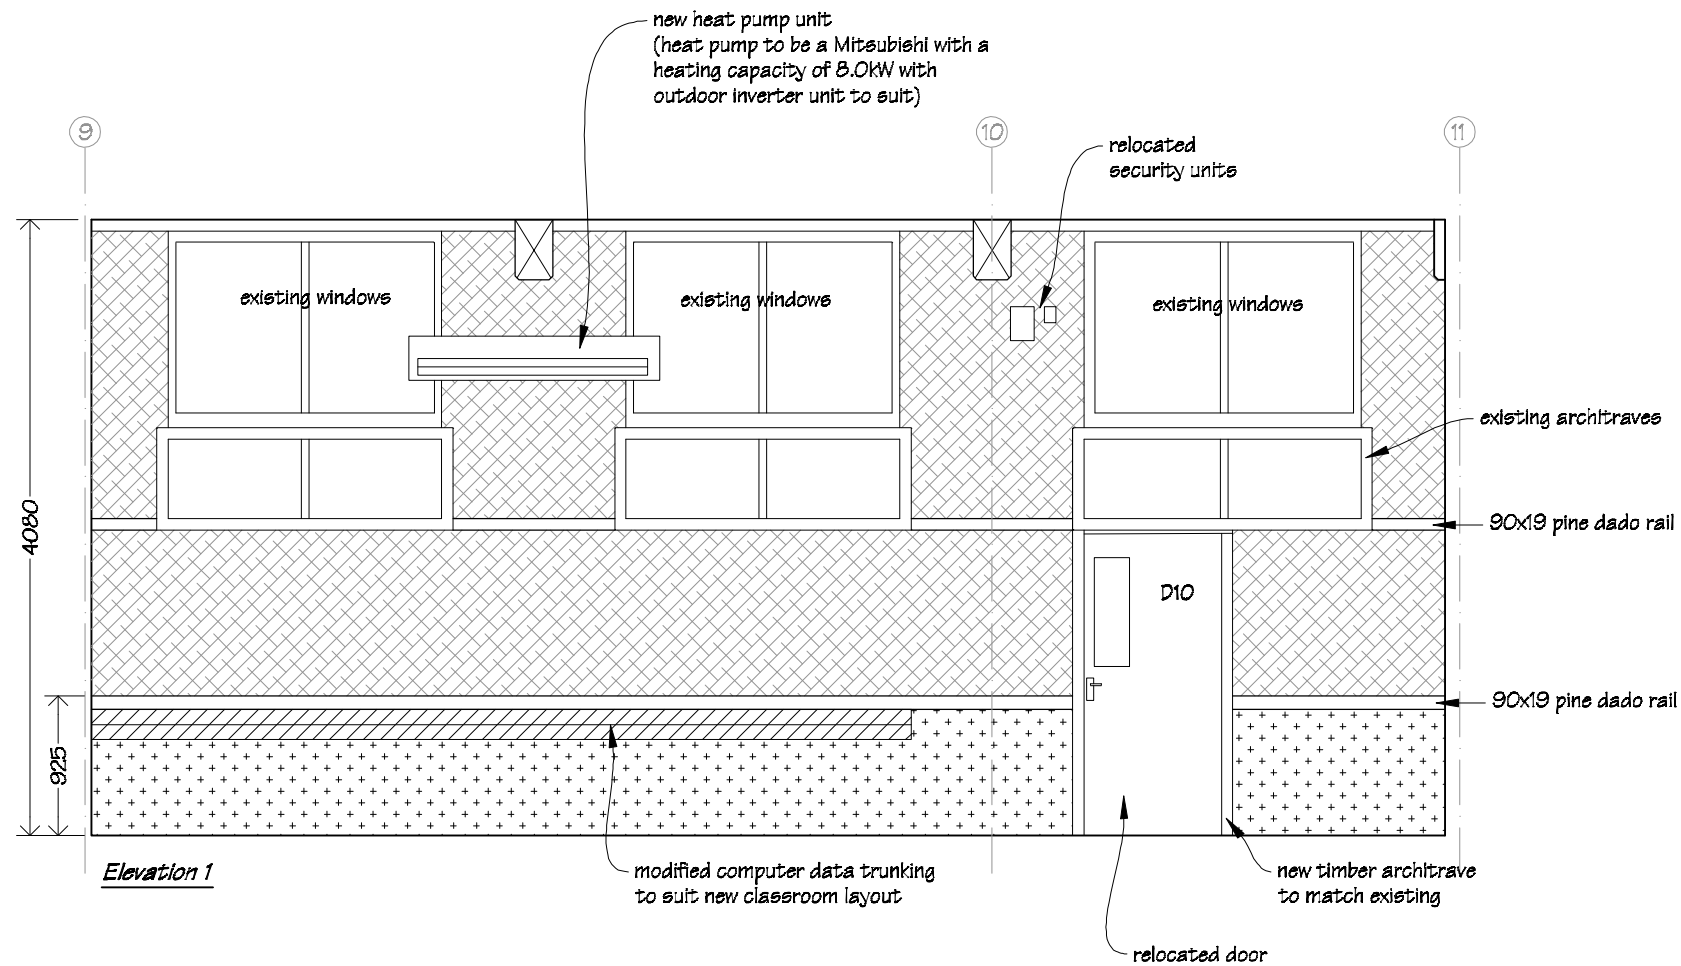 new heat pump unit
(heat pump to be a Mitsubishi with a
heating capacity of 8.0kW with
outdoor inverter unit to suit)
9
10
11
relocated
security units
existing windows
existing windows
existing windows
existing architraves
4080
90x19 pine dado rail
D10
90x19 pine dado rail
925
Elevation 1
modified computer data trunking
to suit new classroom layout
new timber architrave
to match existing
relocated door